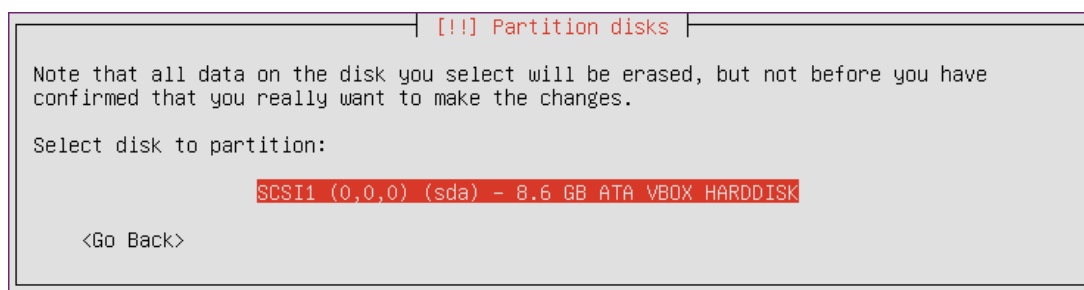 [!!] Partition disks
Note that all data on the disk you select will be erased, but not before you have
confirmed that you really want to make the changes.
Select disk to partition:
SCSI1 (0,0,0) (sda) - 8.6 GB ATA VBOX HARDDISK
<Go Back>